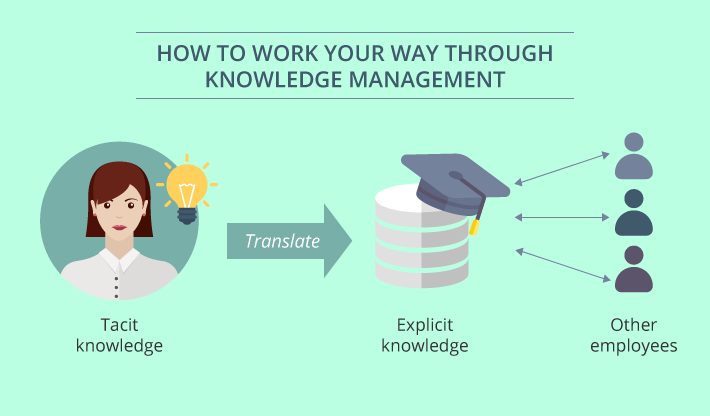 HOW TO WORK YOUR WAY THROUGH
KNOWLEDGE MANAGEMENT
Translate
Tacit
knowledge
Explicit
knowledge
Other
employees